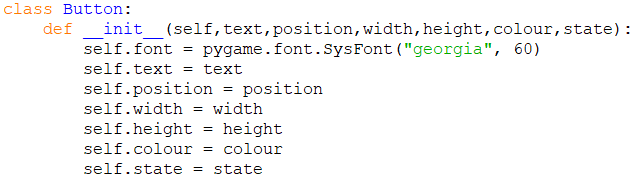 class Button:
    def __init__(self,text,position,width,height,colour,state):
        self.font = pygame.font.SysFont("georgia", 60)
        self.text = text
        self.position = position
        self.width = width
        self.height = height
        self.colour = colour
        self.state = state